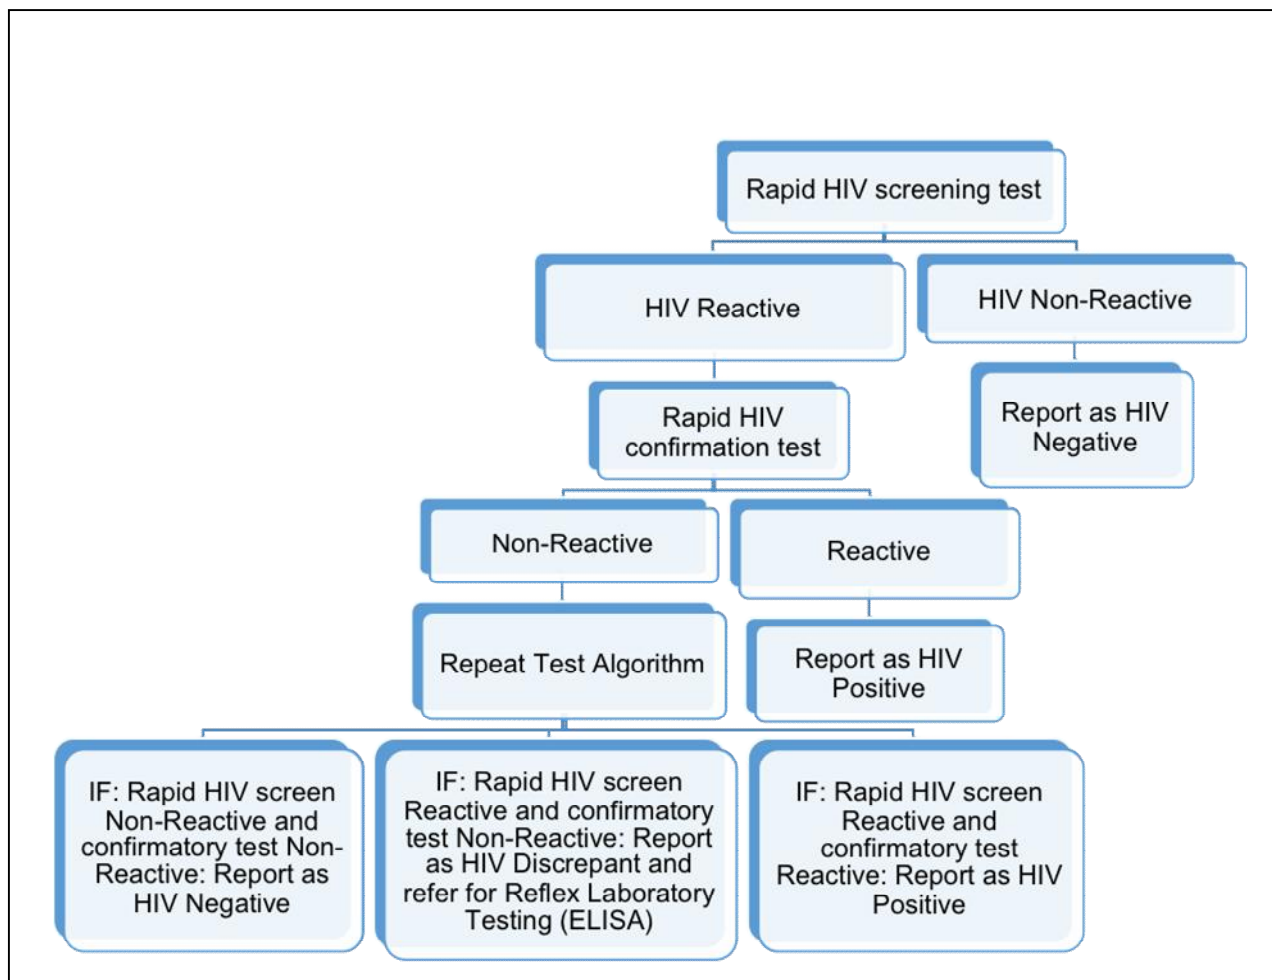 Rapid HIV screening test
HIV Reactive
HIV Non-Reactive
Rapid HIV
confirmation test
Report as HIV
Negative
Non-Reactive
Reactive
Repeat Test Algorithm
Report as HIV
Positive
IF: Rapid HIV screen
Non-Reactive and
confirmatory test Non-
Reactive: Report as
HIV Negative
IF: Rapid HIV screen
Reactive and confirmatory
test Non-Reactive: Report
as HIV Discrepant and
refer for Reflex Laboratory
Testing (ELISA)
IF: Rapid HIV screen
Reactive and
confirmatory test
Reactive: Report as HIV
Positive